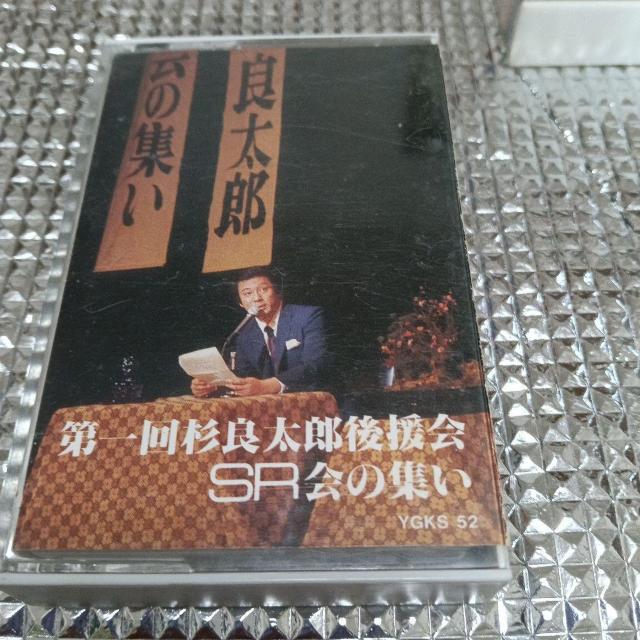 良太郎
会の集い
第一回杉良太郎後援会
SR会の集い
YGKS 52